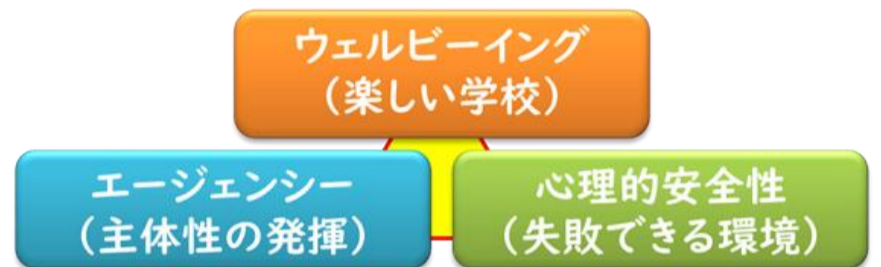 ウェルビーイング
（楽しい学校）
エージェンシー
（主体性の発揮）
心理的安全性
（失敗できる環境）